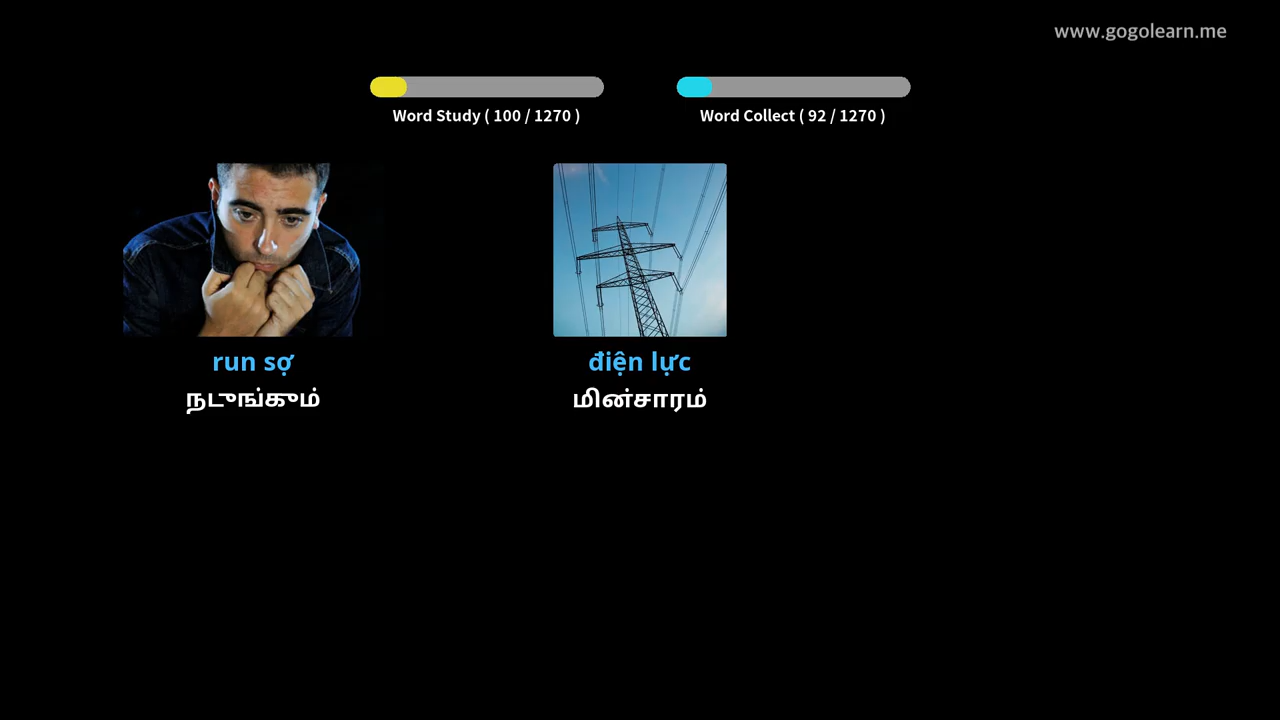 www.gogolearn.me
Word Study ( 100 / 1270 )
Word Collect ( 92 / 1270 )
run sợ
điện lực
நடுங்கும்
மின்சாரம்